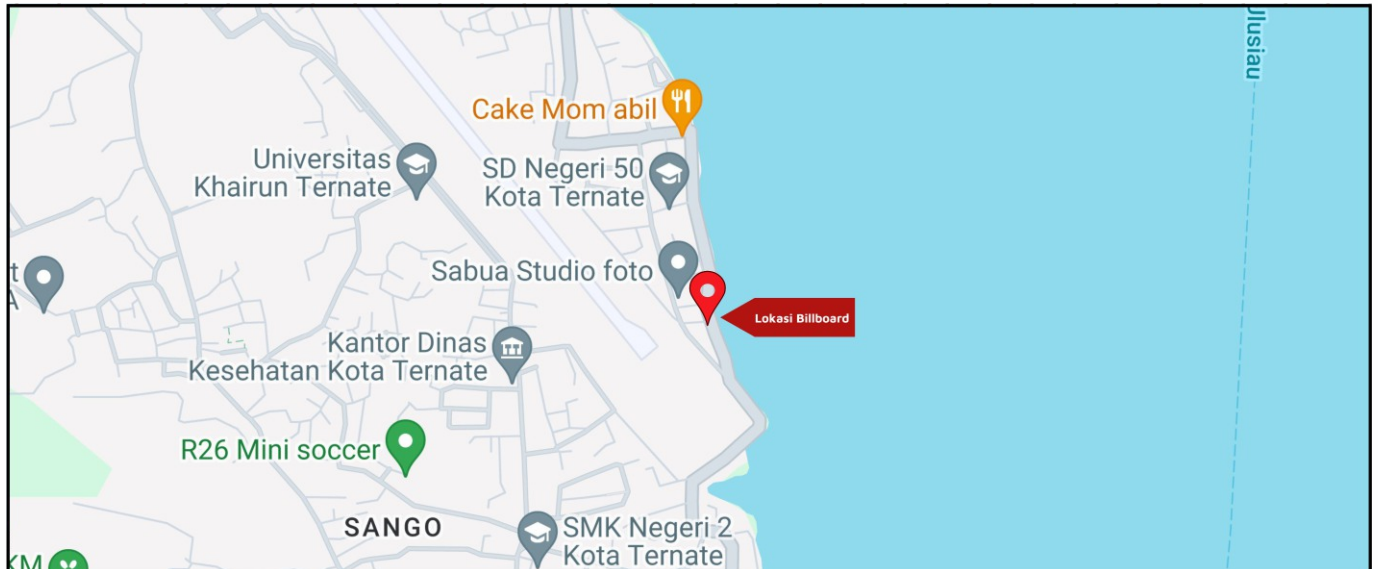 Ulusiau
Cake Mom abil
Universitas
Khairun Ternate
SD Negeri 50
Kota Ternate
Sabua Studio foto
Lokasi Billboard
Kantor Dinas
Kesehatan Kota Ternate
R26 Mini soccer
SANGO
SMK Negeri 2
Kota Ternate